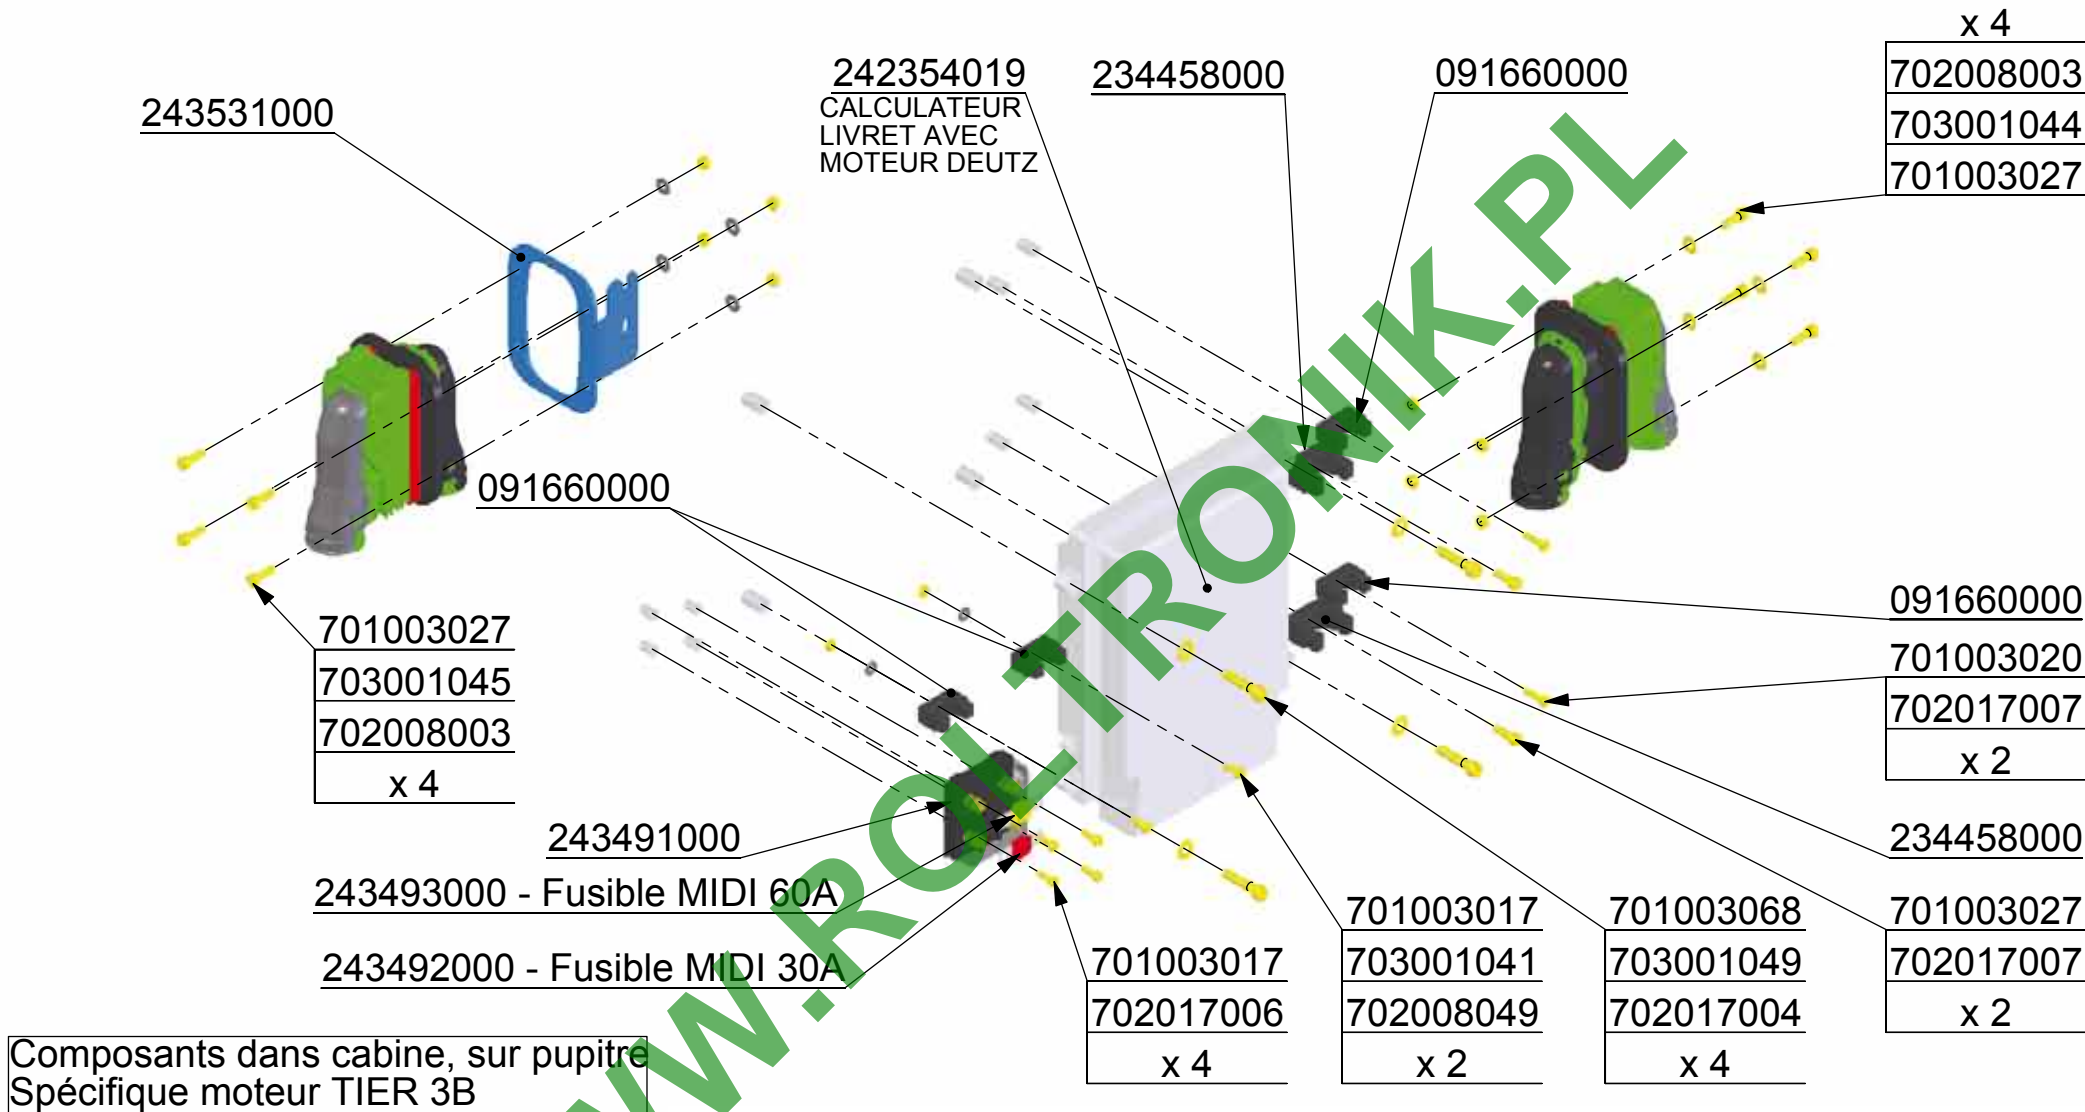 x 4
702008003
703001044
701003027
242354019
CALCULATEUR
LIVRET AVEC
MOTEUR DEUTZ
234458000
091660000
243531000
091660000
701003027
703001045
702008003
x 4
091660000
701003020
702017007
x 2
234458000
243491000
243493000 - Fusible MIDI 60A
243492000 - Fusible MIDI 30A
701003017
702017006
x 4
701003017
703001041
702008049
x 2
701003068
703001049
702017004
x 4
701003027
702017007
x 2
Composants dans cabine, sur pupitre
Spécifique moteur TIER 3B
WW.ROLTRONIK.PL